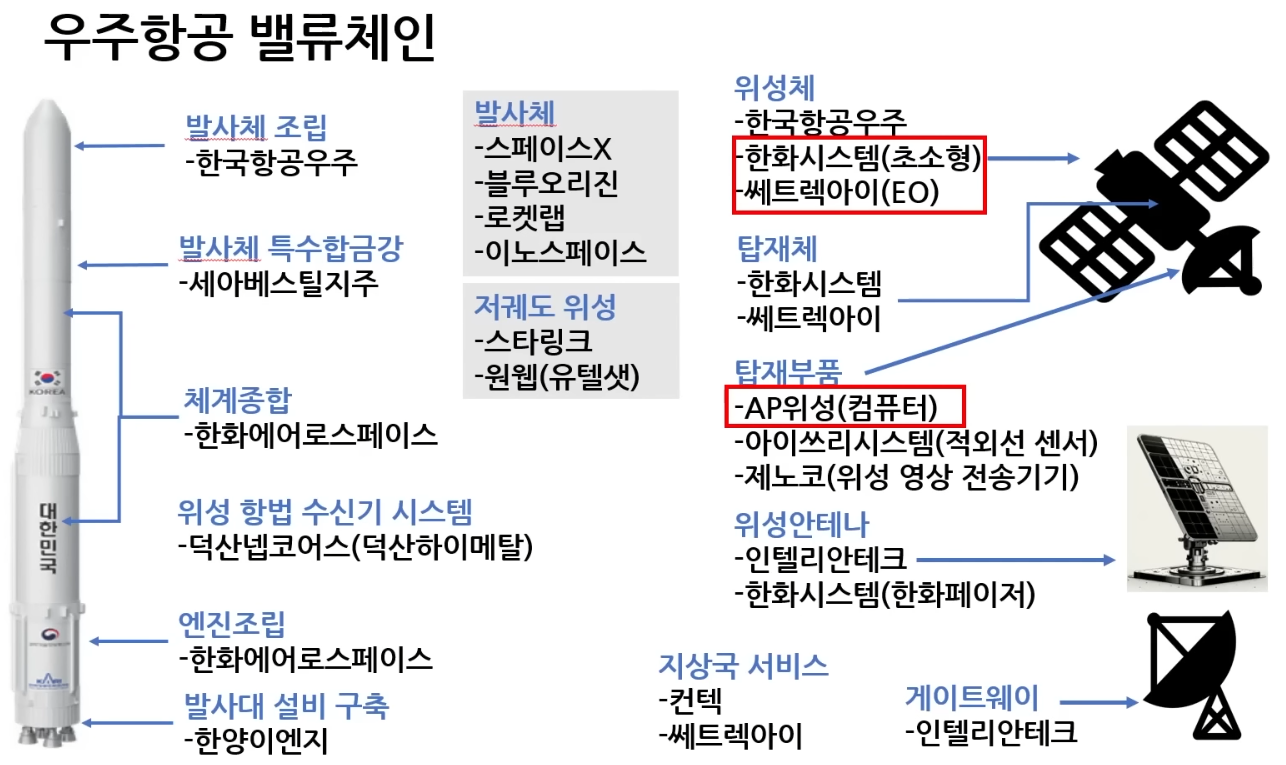 우주항공 밸류체인
발사체 조립
-한국항공우주
발사체 특수합금강
-세아베스틸지주
체계종합
-한화에어로스페이스
위성 항법 수신기 시스템
-덕산넵코어스(덕산하이메탈)
엔진조립
-한화에어로스페이스
발사대 설비 구축
-한양이엔지
KOREA
대한민국
발사체
-스페이스X
-블루오리진
-로켓랩
-이노스페이스
저궤도 위성
-스타링크
-원웹(유텔샛)
위성체
-한국항공우주
-한화시스템(초소형)
-쎄트렉아이(EO)
탑재체
-한화시스템
-쎄트렉아이
탑재부품
-AP위성(컴퓨터)
-아이쓰리시스템(적외선 센서)
-제노코(위성 영상 전송기기)
위성안테나
-인텔리안테크
-한화시스템(한화페이저)
지상국 서비스
-컨텍
-쎄트렉아이
게이트웨이
-인텔리안테크